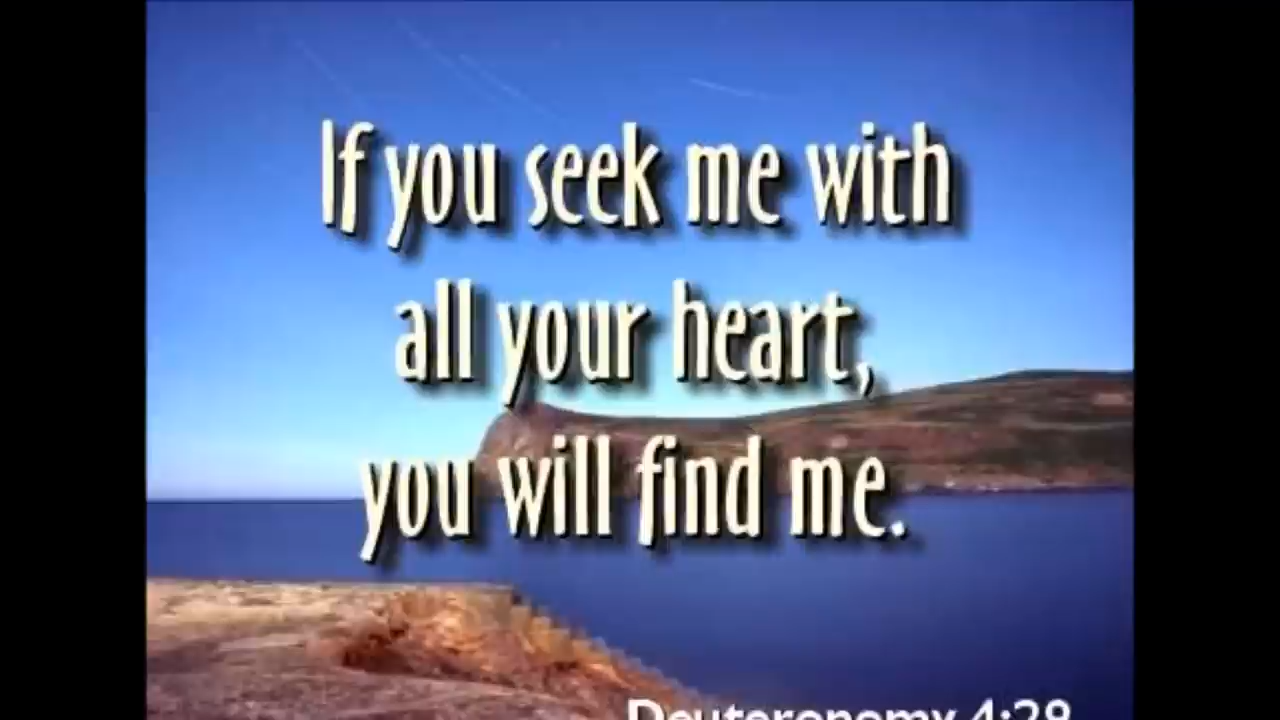 If you seek me with
all your heart,
you will find me.
Deuteronomy 4:29